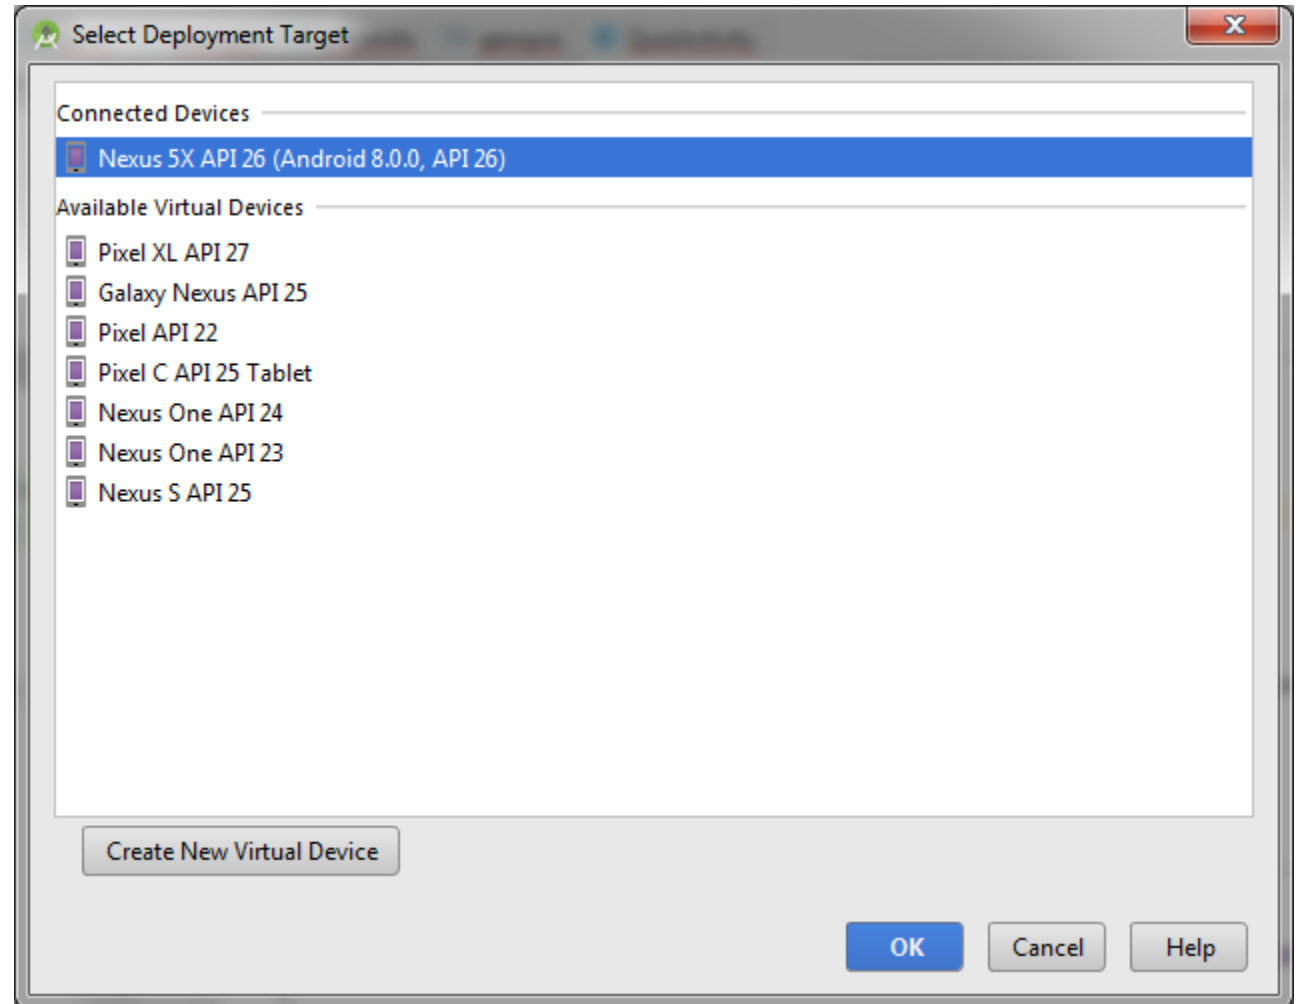 Select Deployment Target
Connected Devices
Nexus 5X API 26 (Android 8.0.0, API 26)
Available Virtual Devices
Pixel XL API 27
Galaxy Nexus API 25
Pixel API 22
Pixel C API 25 Tablet
Nexus One API 24
Nexus One API 23
Nexus S API 25
Create New Virtual Device
OK Cancel Help